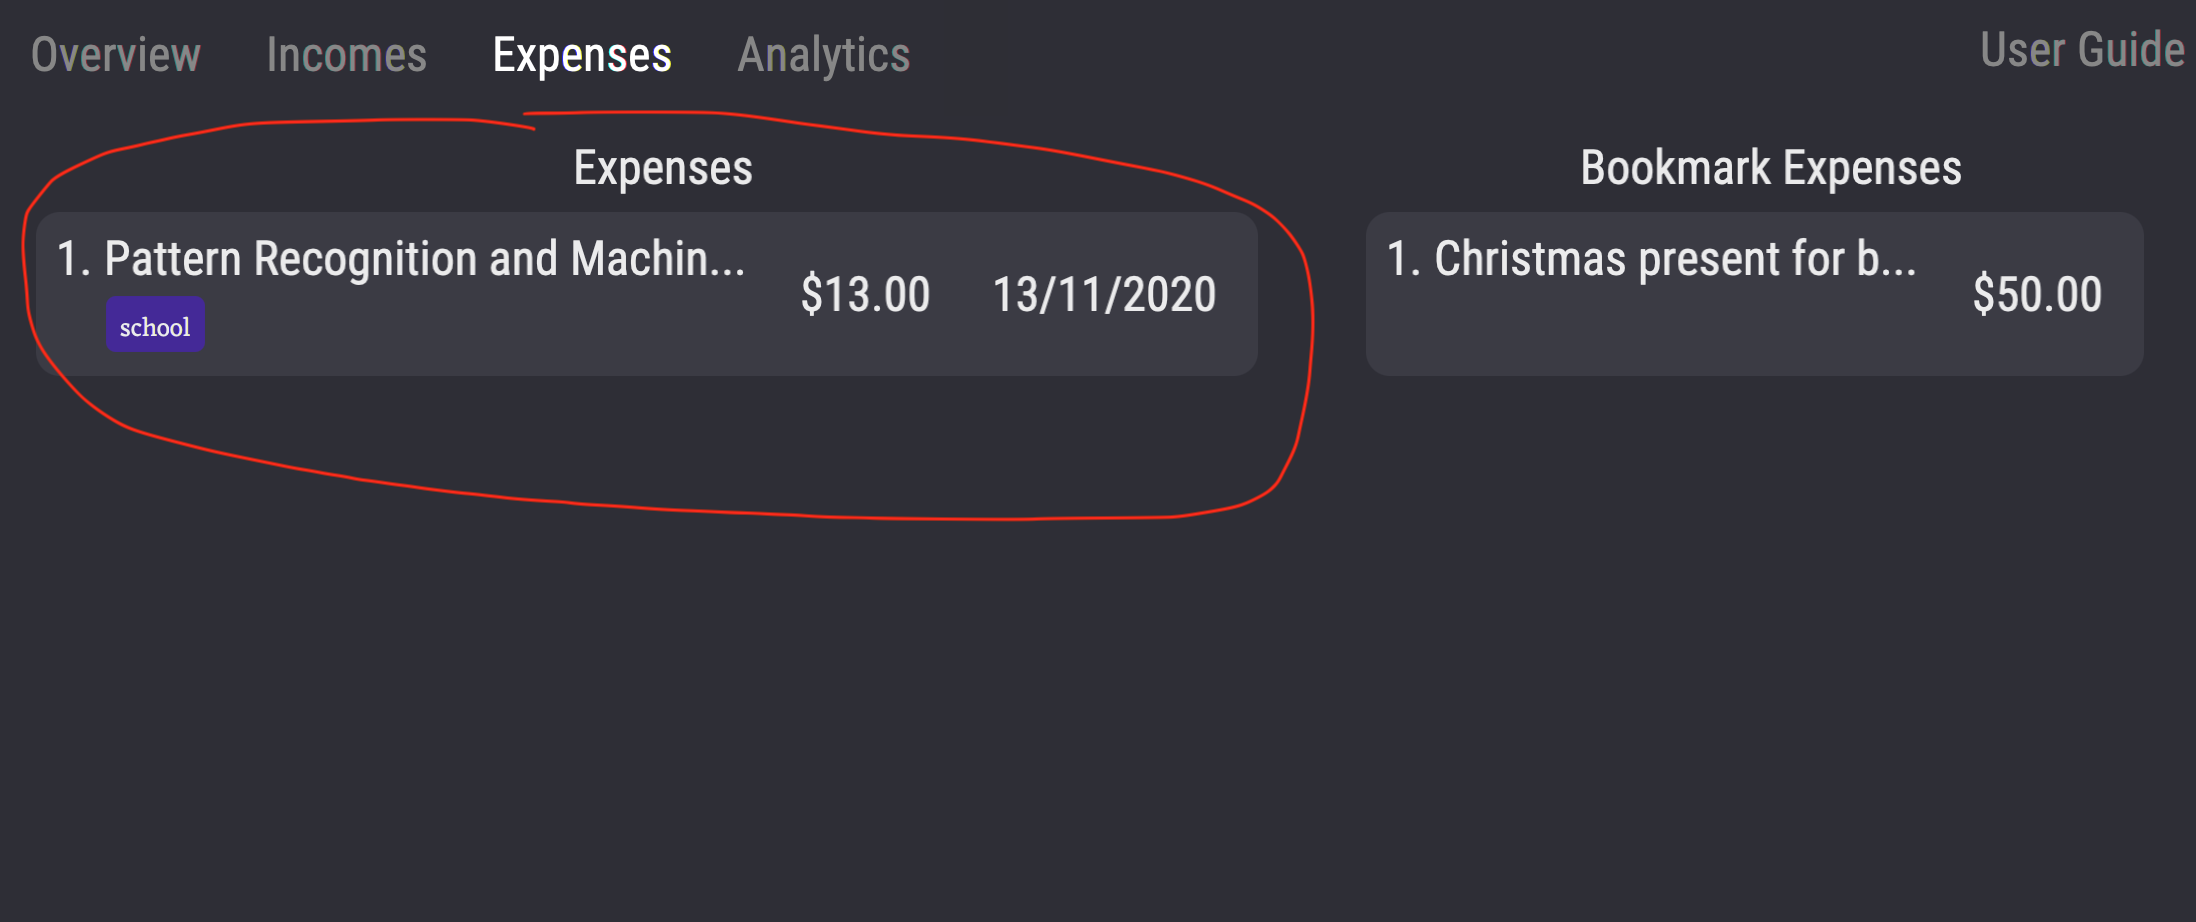 Overview Incomes Expenses Analytics User Guide
Expenses
1. Pattern Recognition and Machin...
school
$13.00 13/11/2020
Bookmark Expenses
1. Christmas present for b...
$50.00